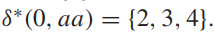 δ*(0, aa) = {2, 3, 4}.